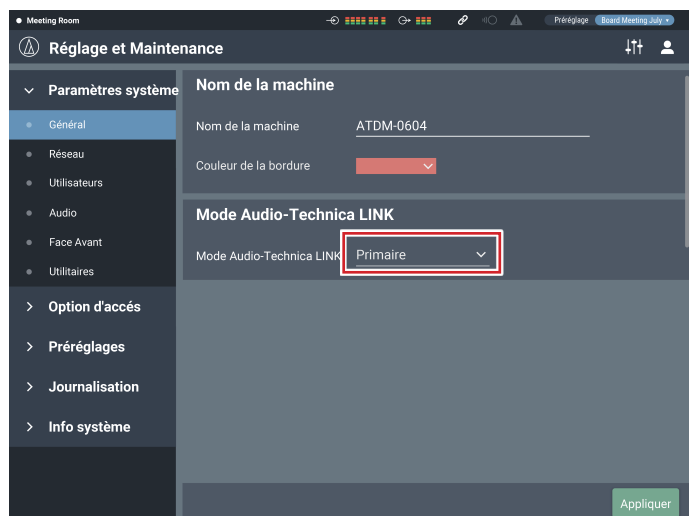 Meeting Room
Préréglage Board Meeting July
Réglage et Maintenance
Paramètres système
Général
Réseau
Utilisateurs
Audio
Face Avant
Utilitaires
Option d'accés
Préréglages
Journalisation
Info système
Nom de la machine
Nom de la machine ATDM-0604
Couleur de la bordure
Mode Audio-Technica LINK
Mode Audio-Technica LINK Primaire
Appliquer